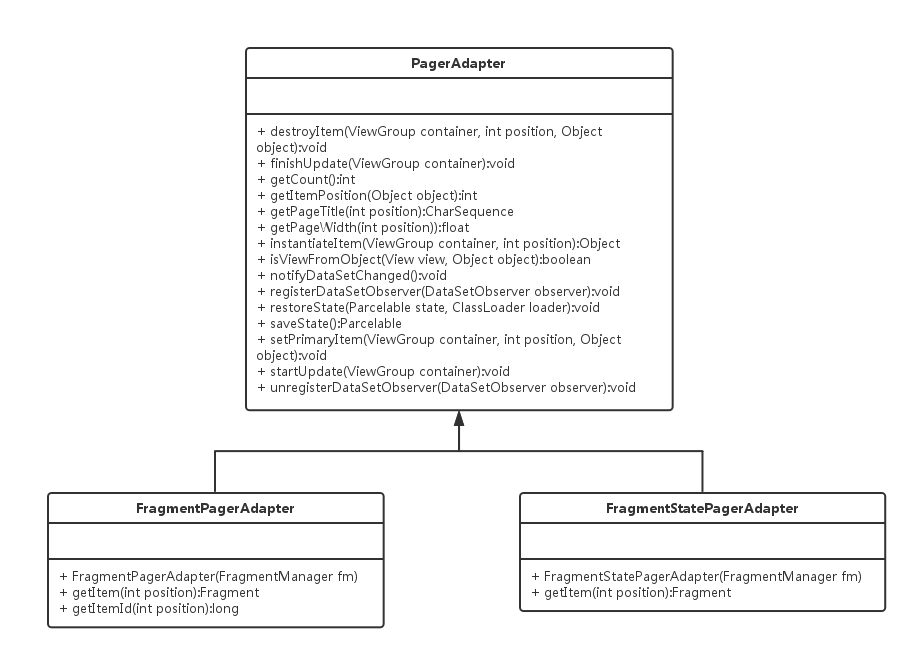 PagerAdapter
+ destroyItem(ViewGroup container, int position, Object
object):void
+ finishUpdate(ViewGroup container):void
+ getCount():int
+ getItemPosition(Object object):int
+ getPageTitle(int position):CharSequence
+ getPageWidth(int position)):float
+ instantiateItem(ViewGroup container, int position):Object
+ isViewFromObject(View view, Object object):boolean
+ notifyDataSetChanged():void
+ registerDataSetObserver(DataSetObserver observer):void
+ restoreState(Parcelable state, ClassLoader loader):void
+ saveState():Parcelable
+ setPrimaryItem(ViewGroup container, int position, Object
object):void
+ startUpdate(ViewGroup container):void
+ unregisterDataSetObserver(DataSetObserver observer):void
FragmentPagerAdapter
+ FragmentPagerAdapter(FragmentManager fm)
+ getItem(int position):Fragment
+ getItemId(int position):long
FragmentStatePagerAdapter
+ FragmentStatePagerAdapter(FragmentManager fm)
+ getItem(int position):Fragment